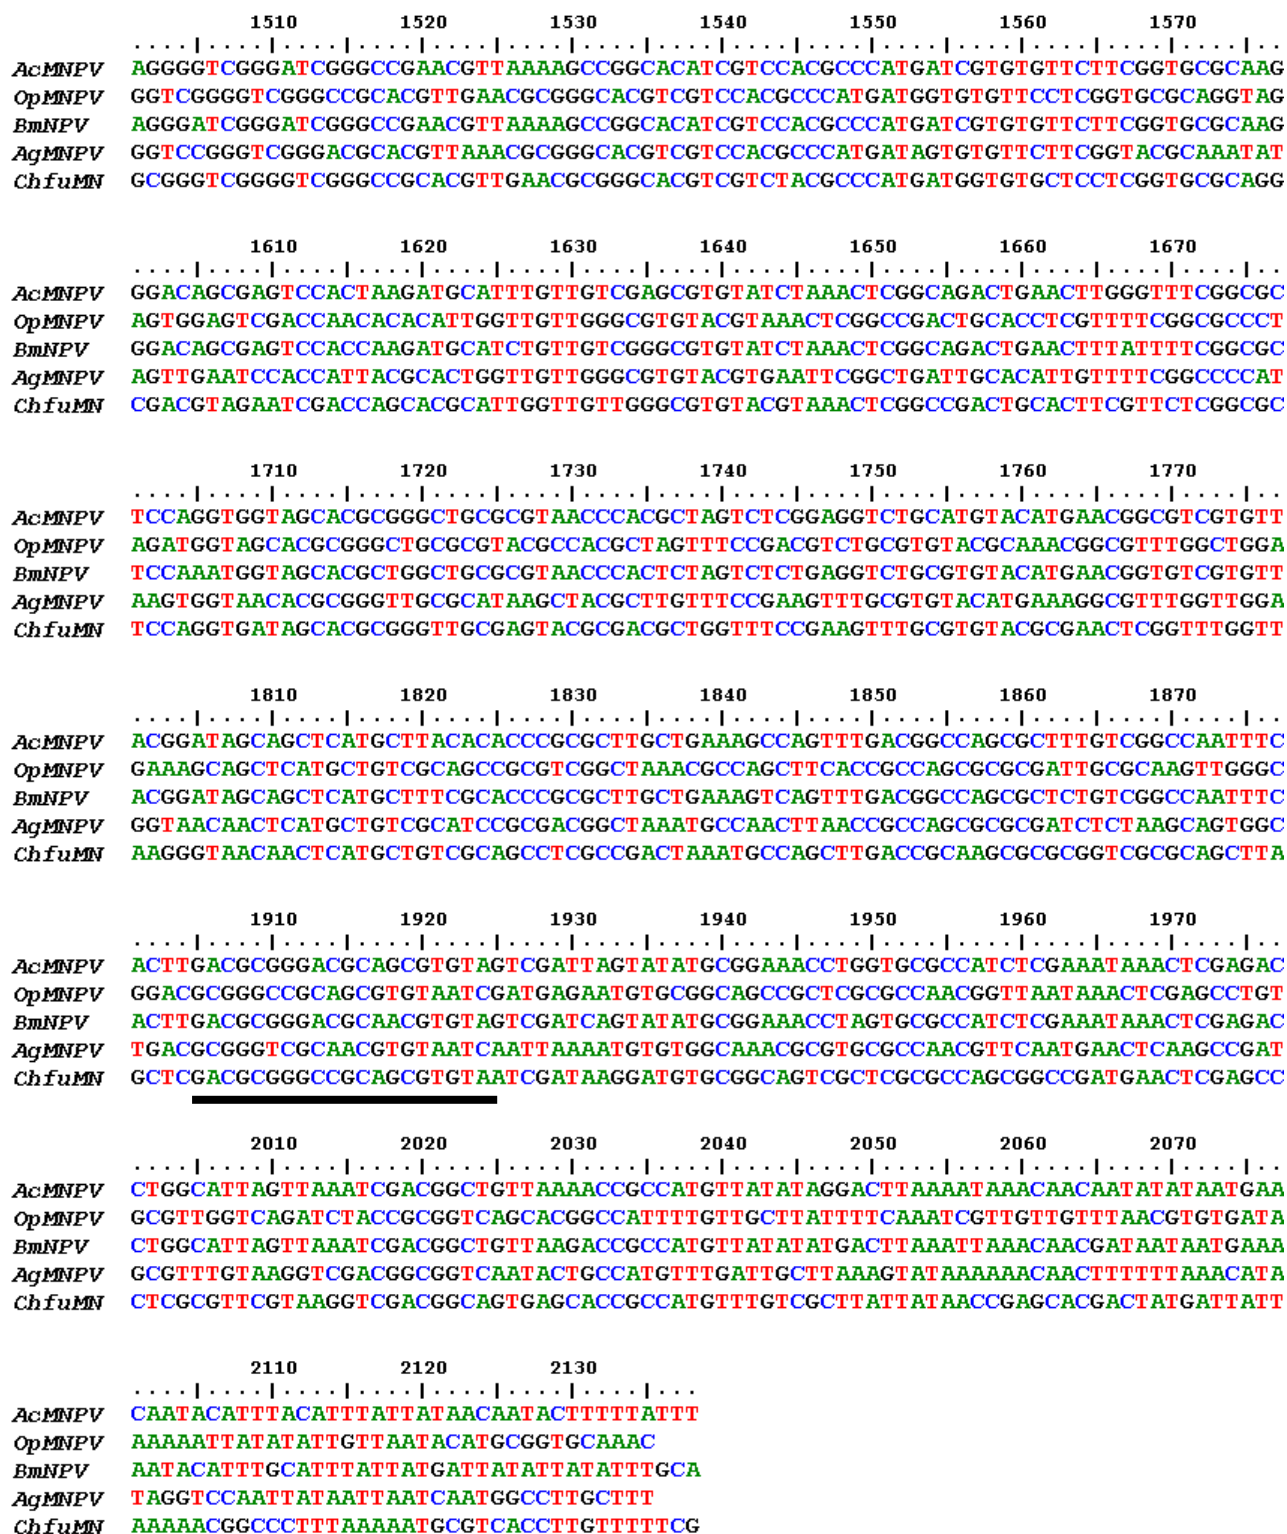 1510 1520 1530 1540 1550 1560 1570
AcMNPV AGGGGTCGGGATCGGGCCGAACGTTAAAAGCCGGCACATCGTCCACGCCCATGATCGTGTGTTCTTCGGTGCGCAAG
OpMNPV GGTCGGGGTCGGGCCGCACGTTGAACGCGGGCACGTCGTCCACGCCCATGATGGTGTGTTCCTCGGTGCGCAGGTAG
BmNPV AGGGATCGGGATCGGGCCGAACGTTAAAAGCCGGCACATCGTCCACGCCCATGATCGTGTGTTCTTCGGTGCGCAAG
AgMNPV GGTCCGGGTCGGGACGCACGTTAAACGCGGGCACGTCGTCCACGCCCATGATAGTGTGTTCTTCGGTACGCAAATAT
ChfuMN GCGGGTCGGGGTCGGGCCGCACGTTGAACGCGGGCACGTCGTCTACGCCCATGATGGTGTGCTCCTCGGTGCGCAGG
1610 1620 1630 1640 1650 1660 1670
AcMNPV GGACAGCGAGTCCACTAAGATGCATTTGTTGTCGAGCGTGTATCTAAACTCGGCAGACTGAACTTGGGTTTCGGCGC
OpMNPV AGTGGAGTCGACCAACACACATTGGTTGTTGGGCGTGTACGTAAACTCGGCCGACTGCACCTCGTTTTCGGCGCCCT
BmNPV GGACAGCGAGTCCACCAAGATGCATCTGTTGTCGGGCGTGTATCTAAACTCGGCAGACTGAACTTTATTTTCGGCGC
AgMNPV AGTTGAATCCACCATTACGCACTGGTTGTTGGGCGTGTACGTGAATTCGGCTGATTGCACATTGTTTTCGGCCCCAT
ChfuMN CGACGTAGAATCGACCAGCACGCATTGGTTGTTGGGCGTGTACGTAAACTCGGCCGACTGCACTTCGTTCTCGGCGC
1710 1720 1730 1740 1750 1760 1770
AcMNPV TCCAGGTGGTAGCACGCGGGCTGCGCGTAACCCACGCTAGTCTCGGAGGTCTGCATGTACATGAACGGCGTCGTGTT
OpMNPV AGATGGTAGCACGCGGGCTGCGCGTACGCCACGCTAGTTTCCGACGTCTGCGTGTACGCAAACGGCGTTTGGCTGGA
BmNPV TCCAAATGGTAGCACGCTGGCTGCGCGTAACCCACTCTAGTCTCTGAGGTCTGCGTGTACATGAACGGTGTCGTGTT
AgMNPV AAGTGGTAACACGCGGGTTGCGCATAAGCTACGCTTGTTTCCGAAGTTTGCGTGTACATGAAAGGCGTTTGGTTGGA
ChfuMN TCCAGGTGATAGCACGCGGGTTGCGAGTACGCGACGCTGGTTTCCGAAGTTTGCGTGTACGCGAACTCGGTTTGGTT
1810 1820 1830 1840 1850 1860 1870
AcMNPV ACGGATAGCAGCTCATGCTTACACACCCGCGCTTGCTGAAAGCCAGTTTGACGGCCAGCGCTTTGTCGGCCAATTTC
OpMNPV GAAAGCAGCTCATGCTGTCGCAGCCGCGTCGGCTAAACGCCAGCTTCACCGCCAGCGCGCGATTGCGCAAGTTGGGC
BmNPV ACGGATAGCAGCTCATGCTTTCGCACCCGCGCTTGCTGAAAGTCAGTTTGACGGCCAGCGCTCTGTCGGCCAATTTC
AgMNPV GGTAACAACTCATGCTGTCGCATCCGCGACGGCTAAATGCCAACTTAACCGCCAGCGCGCGATCTCTAAGCAGTGGC
ChfuMN AAGGGTAACAACTCATGCTGTCGCAGCCTCGCCGACTAAATGCCAGCTTGACCGCAAGCGCGCGGTCGCGCAGCTTA
1910 1920 1930 1940 1950 1960 1970
AcMNPV ACTTGACGCGGGACGCAGCGTGTAGTCGATTAGTATATGCGGAAACCTGGTGCGCCATCTCGAAATAAACTCGAGAC
OpMNPV GGACGCGGGCCGCAGCGTGTAATCGATGAGAATGTGCGGCAGCCGCTCGCGCCAACGGTTAATAAACTCGAGCCTGT
BmNPV ACTTGACGCGGGACGCAACGTGTAGTCGATCAGTATATGCGGAAACCTAGTGCGCCATCTCGAAATAAACTCGAGAC
AgMNPV TGACGCGGGTCGCAACGTGTAATCAATTAAAATGTGTGGCAAACGCGTGCGCCAACGTTCAATGAACTCAAGCCGAT
ChfuMN GCTCGACGCGGGCCGCAGCGTGTAATCGATAAGGATGTGCGGCAGTCGCTCGCGCCAGCGGCCGATGAACTCGAGCC
2010 2020 2030 2040 2050 2060 2070
AcMNPV CTGGCATTAGTTAAATCGACGGCTGTTAAAACCGCCATGTTATATAGGACTTAAAATAAACAACAATATATAATGAA
OpMNPV GCGTTGGTCAGATCTACCGCGGTCAGCACGGCCATTTTGTTGCTTATTTTCAAATCGTTGTTGTTTAACGTGTGATA
BmNPV CTGGCATTAGTTAAATCGACGGCTGTTAAGACCGCCATGTTATATATGACTTAAATTAAACAACGATAATAATGAAA
AgMNPV GCGTTTGTAAGGTCGACGGCGGTCAATACTGCCATGTTTGATTGCTTAAAGTATAAAAAACAACTTTTTTAAACATA
ChfuMN CTCGCGTTCGTAAGGTCGACGGCAGTGAGCACCGCCATGTTTGTCGCTTATTATAACCGAGCACGACTATGATTATT
2110 2120 2130
AcMNPV CAATACATTTACATTTATTATAACAATACTTTTTATTT
OpMNPV AAAAATTATATATTGTTAATACATGCGGTGCAAAC
BmNPV AATACATTTGCATTTATTATGATTATATTATATTTGCA
AgMNPV TAGGTCCAATTATAATTAATCAATGGCCTTGCTTT
ChfuMN AAAAACGGCCCTTTAAAAATGCGTCACCTTGTTTTTCG